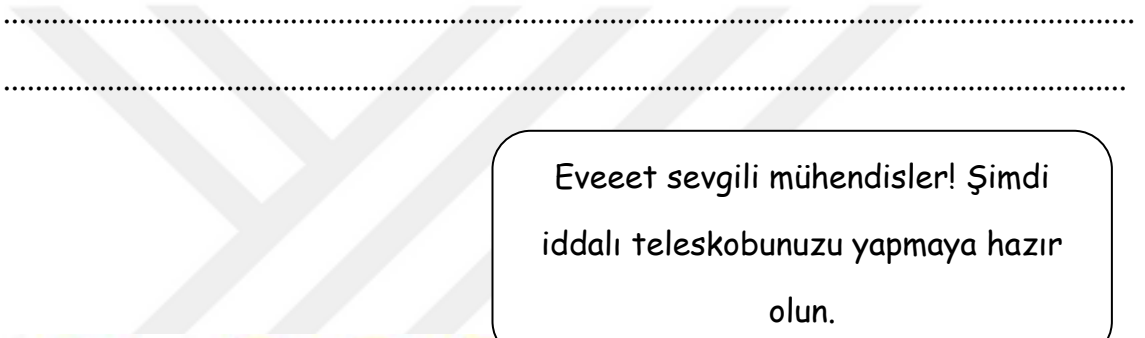 ................................................................................................................................................
................................................................................................................................................
Eveeet sevgili mühendisler! Şimdi
iddalı teleskobunuzu yapmaya hazır
olun.